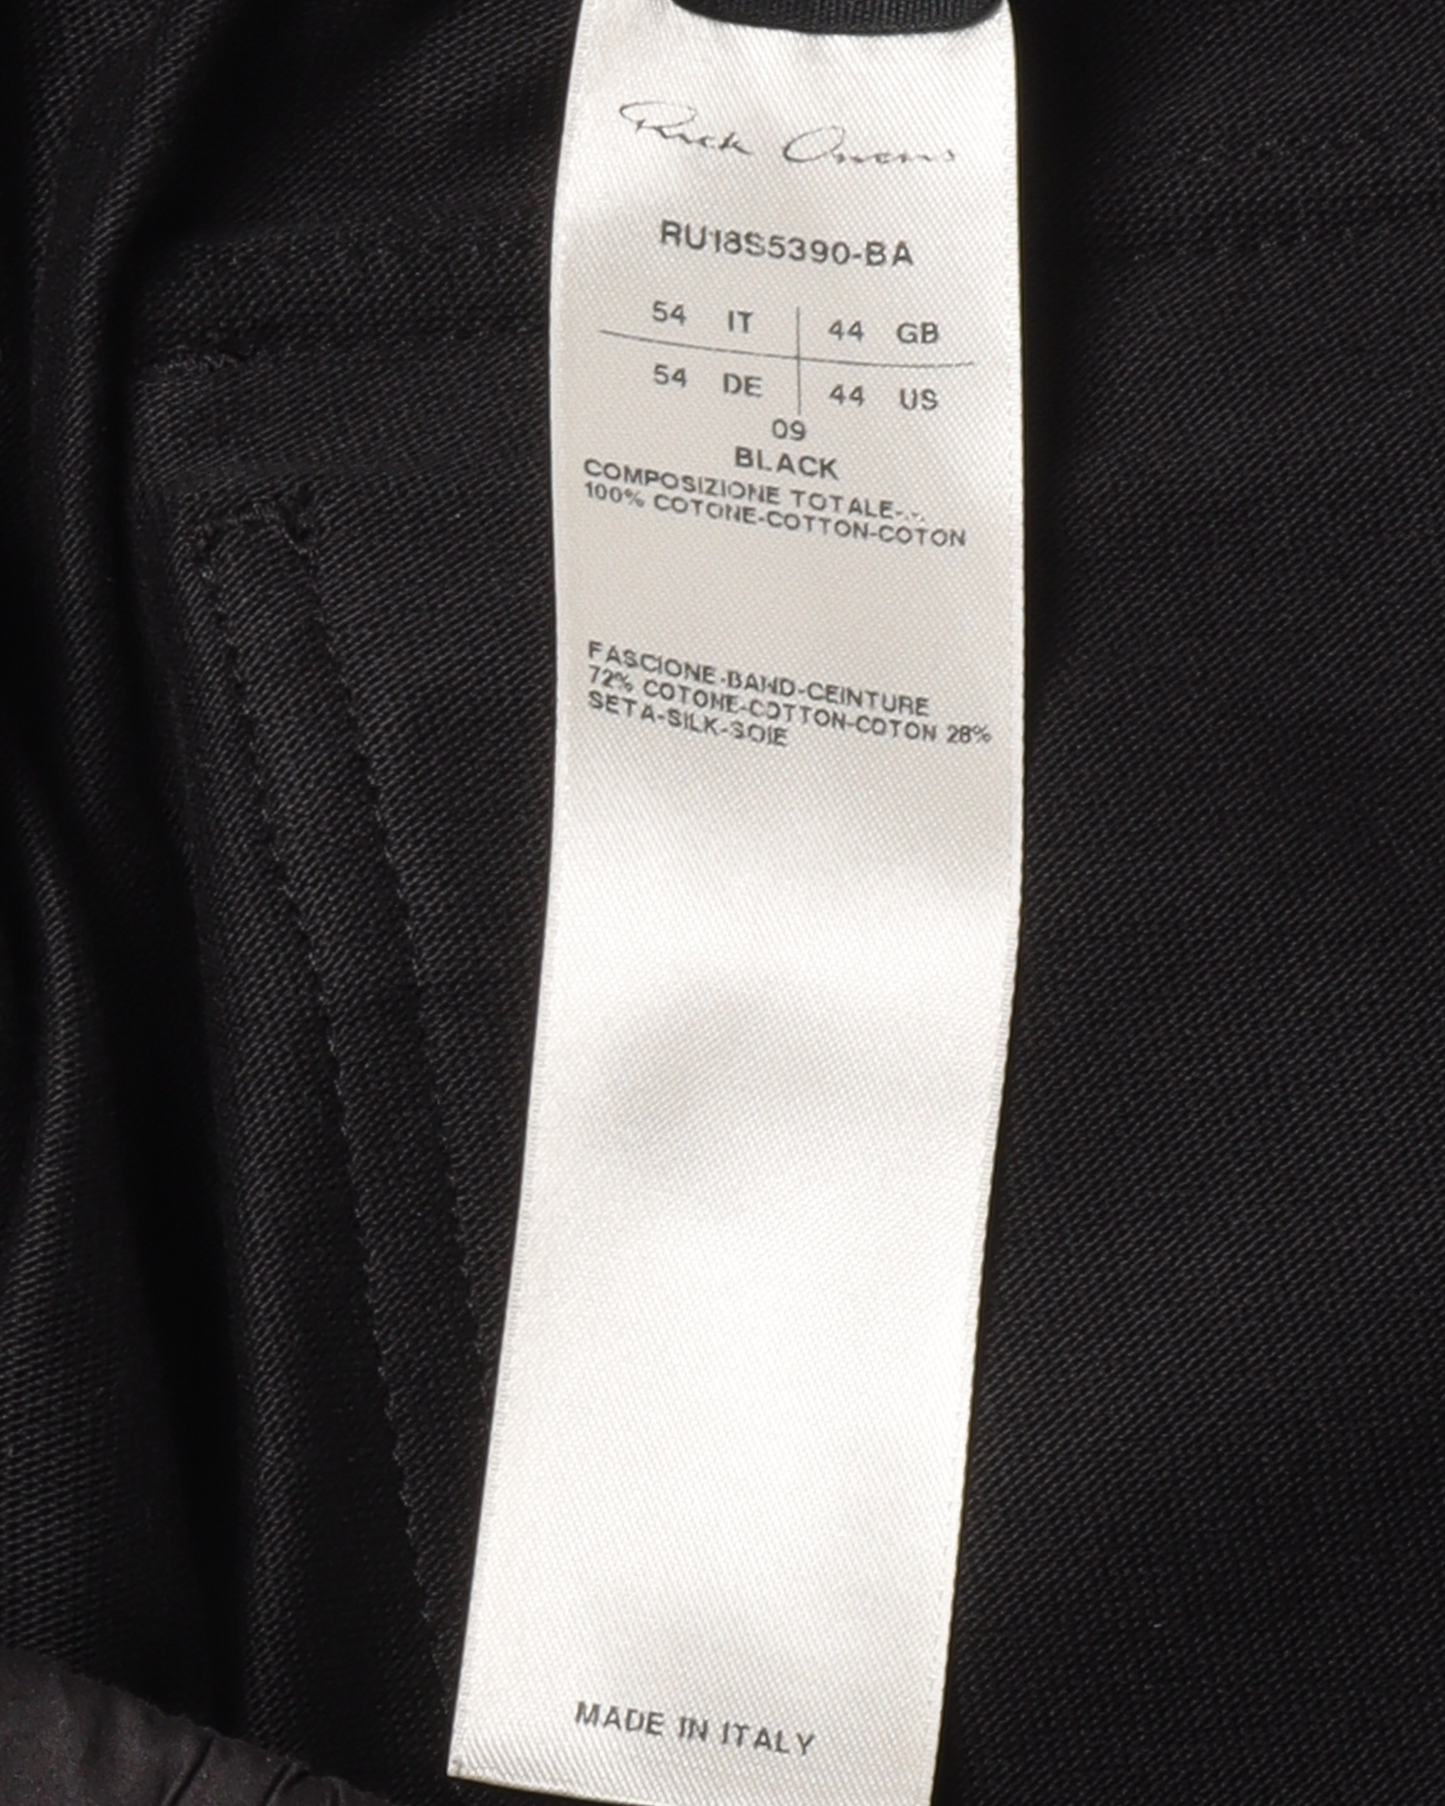 Rick Owens
RU18S5390-BA
54 IT 44 GB
54 DE 44 US
09
BLACK
COMPOSIZIONE TOTALE-
100% COTONE-COTTON-COTON
FASCIONE-BAND-CEINTURE
72% COTONE-COTTON-COTON 28%
SETA-SILK-SOIE
MADE IN ITALY